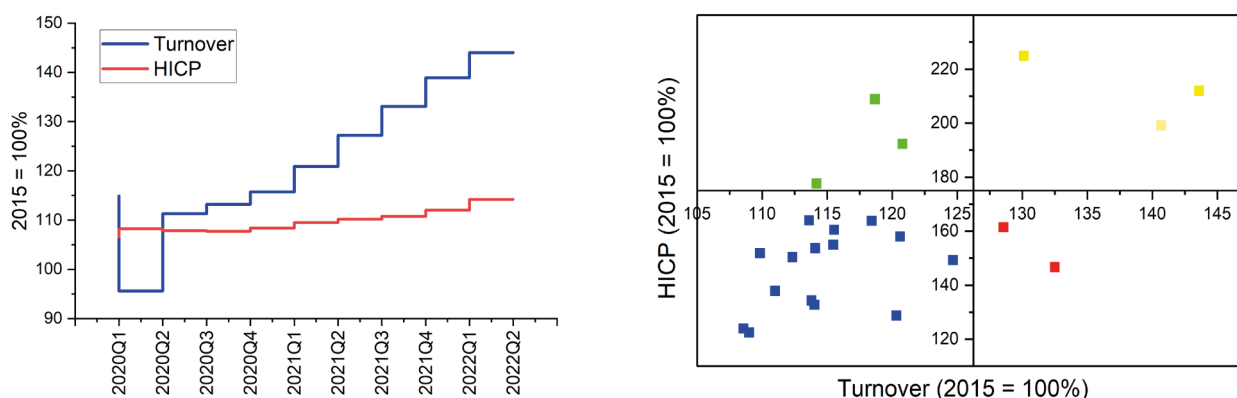 150
140
130
120
110
100
90
2015 = 100%
Turnover
HICP
2020Q1
2020Q2
2020Q3
2020Q4
2021Q1
2021Q2
2021Q3
2021Q4
2022Q1
2022Q2
HICP (2015 = 100%)
220
200
180
105 110 115 120 125 130 135 140 145
160
140
120
Turnover (2015 = 100%)